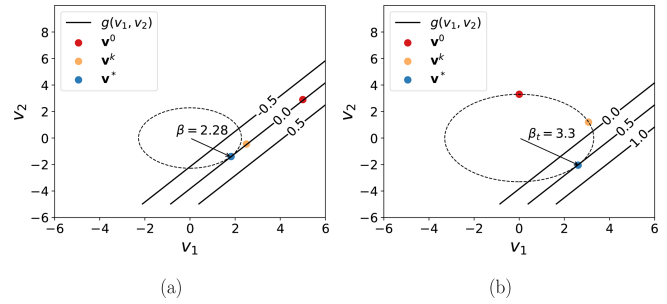 8
6
4
2
0
−2
−4
−6
v₂
g(v₁, v₂)
v⁰
vᵏ
v*
-0.5
0.0
0.5
β = 2.28
−6 −4 −2 0 2 4 6
v₁
(a)
8
6
4
2
0
−2
−4
−6
v₂
g(v₁, v₂)
v⁰
vᵏ
v*
0.0
0.5
1.0
βₜ = 3.3
−6 −4 −2 0 2 4 6
v₁
(b)